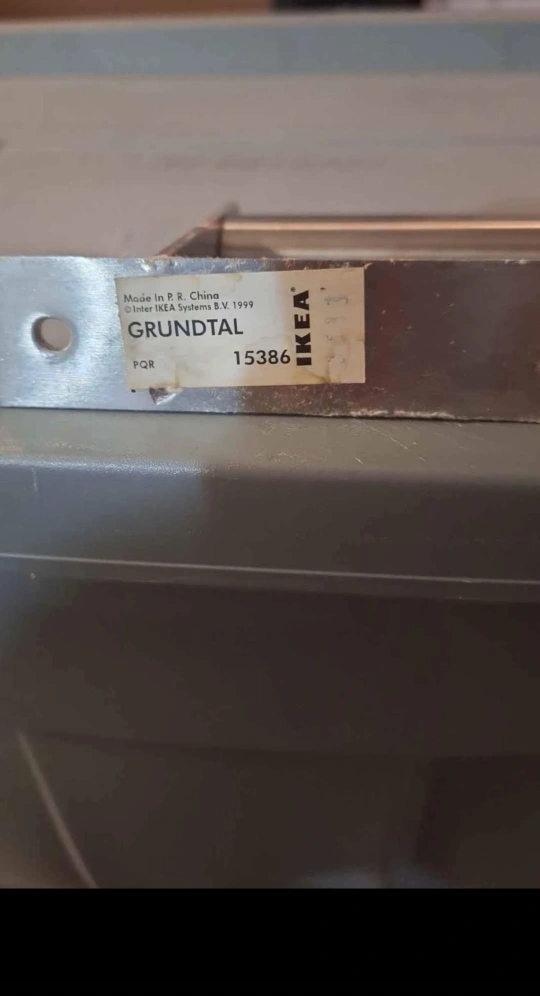 Made In P. R. China
© Inter IKEA Systems B.V. 1999
GRUNDTAL
PQR 15386
IKEA®